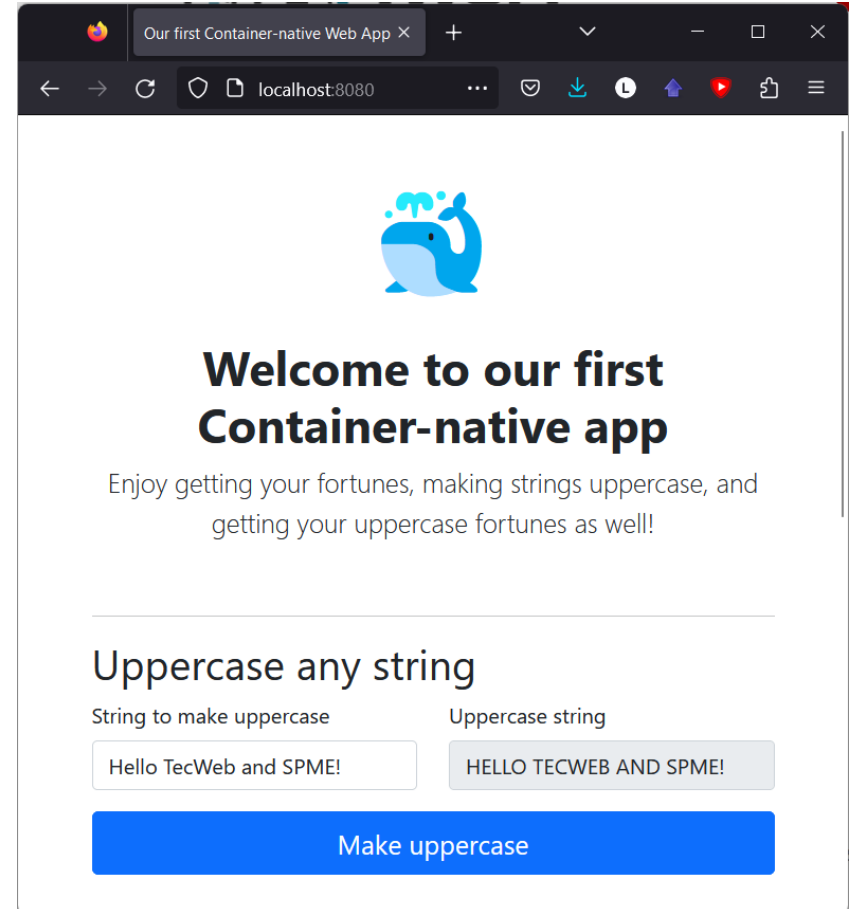 Our first Container-native Web App
localhost:8080
L
Welcome to our first
Container-native app
Enjoy getting your fortunes, making strings uppercase, and
getting your uppercase fortunes as well!
Uppercase any string
String to make uppercase
Uppercase string
Hello TecWeb and SPME!
HELLO TECWEB AND SPME!
Make uppercase